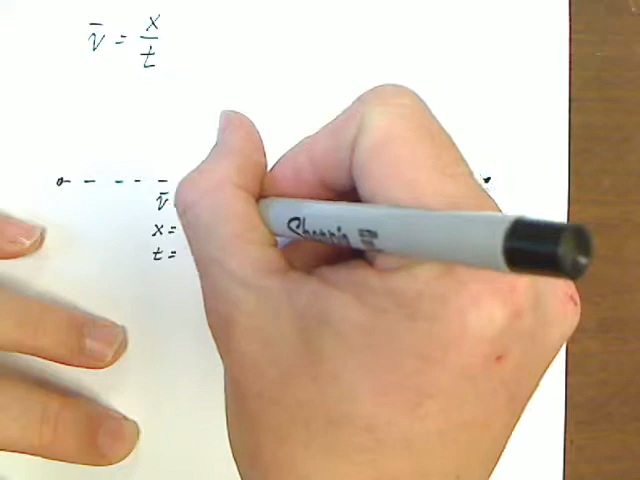 v̄ = x/t
v̄
x =
t =
Sharpie